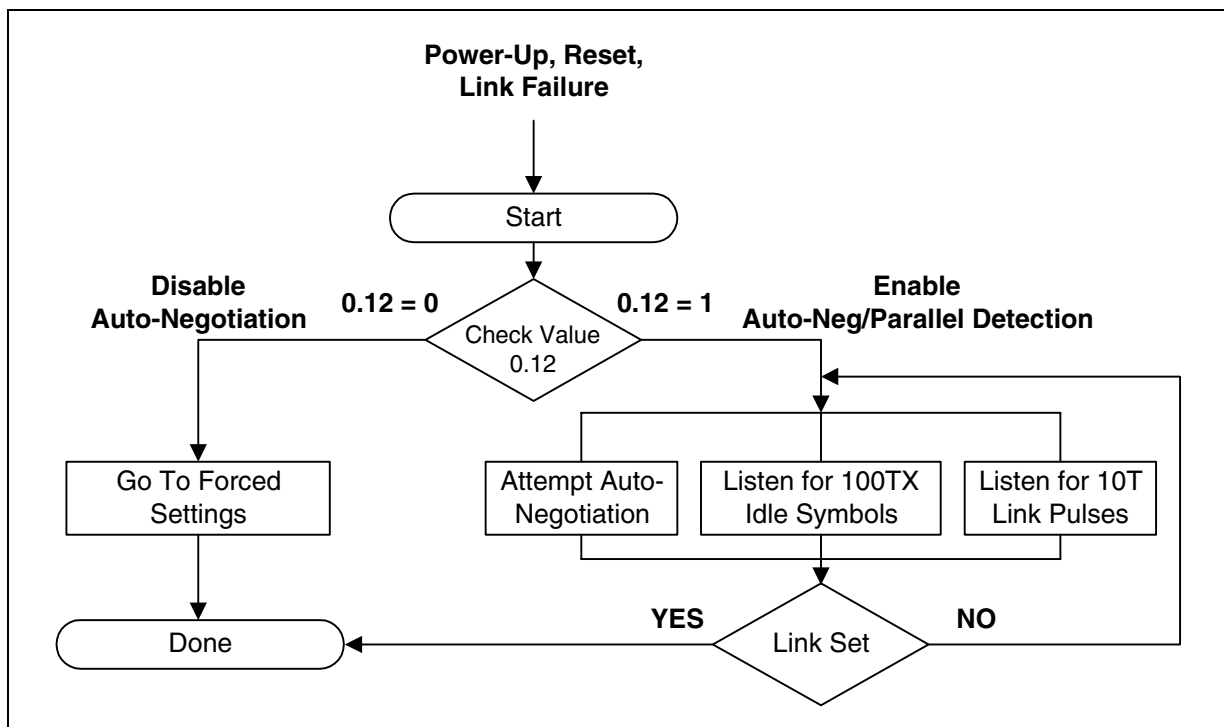 Power-Up, Reset,
Link Failure
Start
Disable
Auto-Negotiation
0.12 = 0
Check Value
0.12
0.12 = 1
Enable
Auto-Neg/Parallel Detection
Go To Forced
Settings
Attempt Auto-
Negotiation
Listen for 100TX
Idle Symbols
Listen for 10T
Link Pulses
Done
YES
Link Set
NO